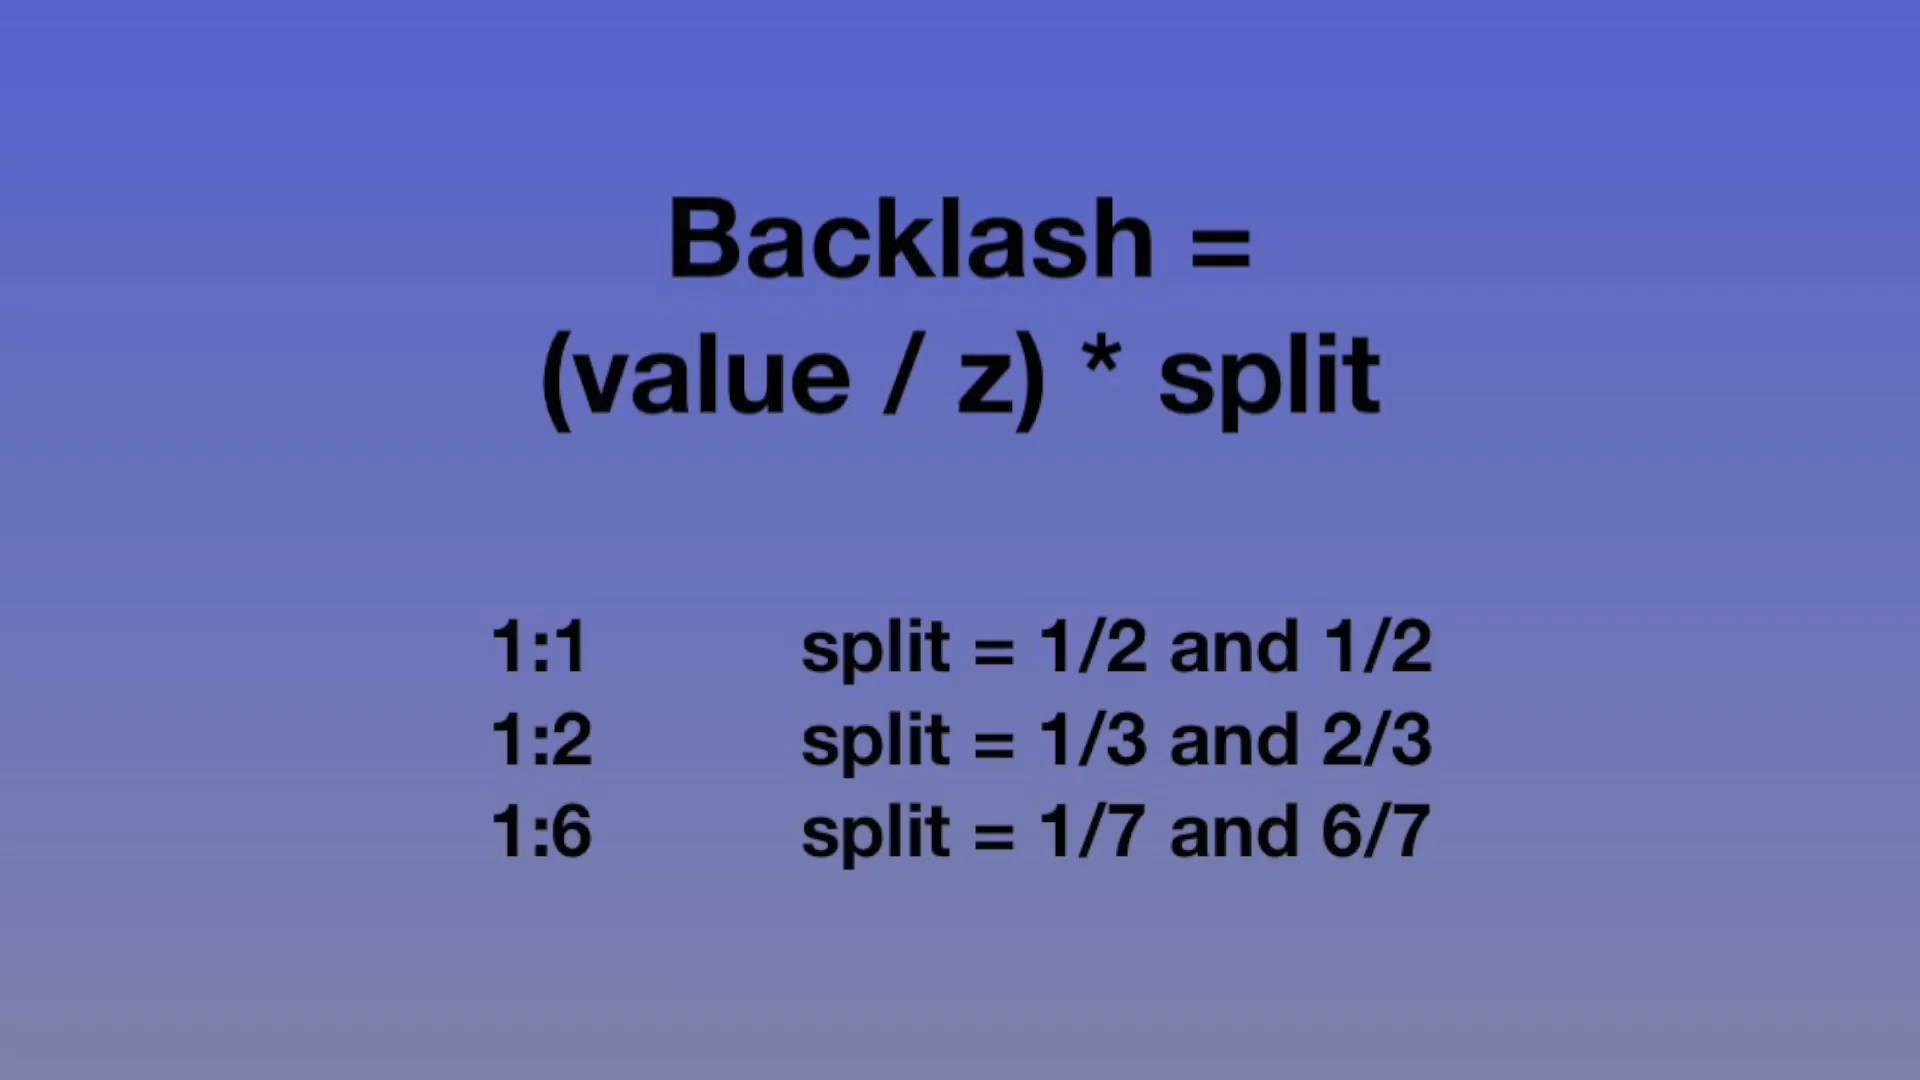 Backlash =
(value / z) * split
1:1 split = 1/2 and 1/2
1:2 split = 1/3 and 2/3
1:6 split = 1/7 and 6/7